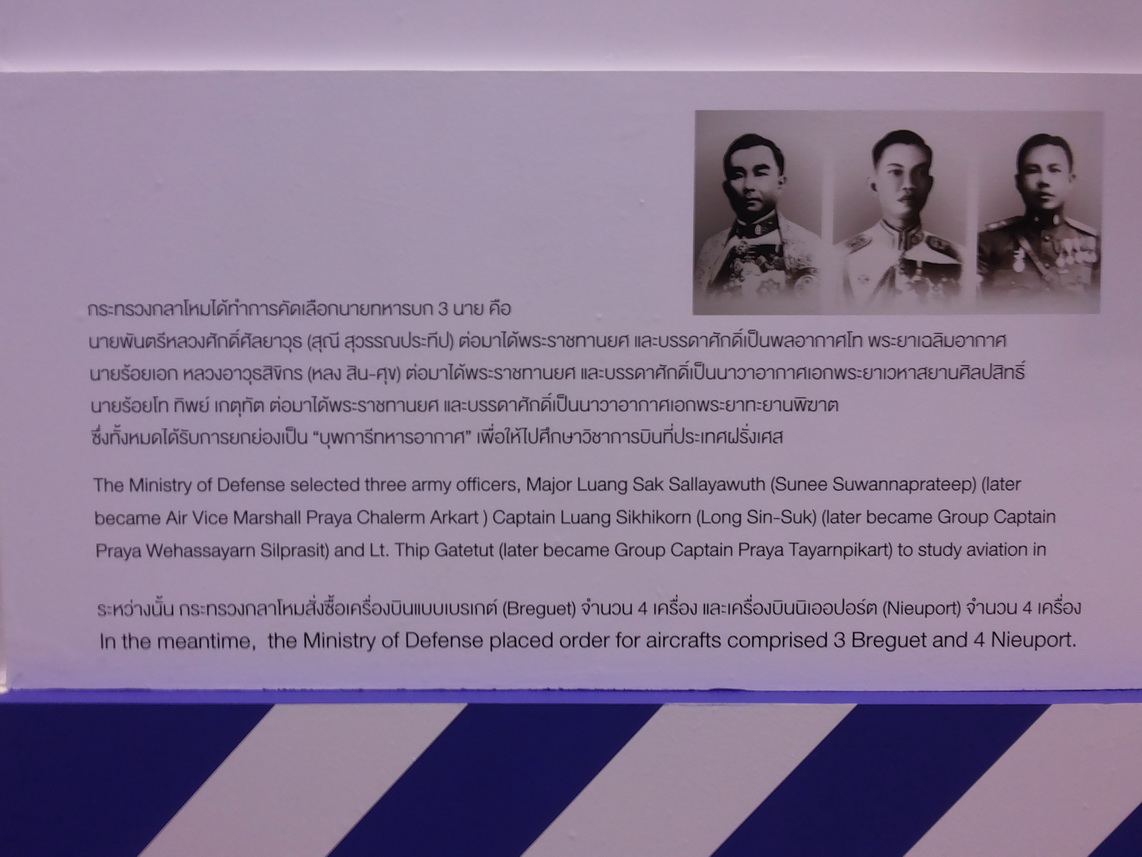 กระทรวงกลาโหมได้ทำการคัดเลือกนายทหารบก 3 นาย คือ
นายพันตรีหลวงศักดิ์ศัลยาวุธ (สุณี สุวรรณประทีป) ต่อมาได้พระราชทานยศ และบรรดาศักดิ์เป็นพลอากาศโท พระยาเฉลิมอากาศ
นายร้อยเอก หลวงอาวุธสิขิกร (หลง สิน-ศุข) ต่อมาได้พระราชทานยศ และบรรดาศักดิ์เป็นนาวาอากาศเอกพระยาเวหาสยานศิลปสิทธิ์
นายร้อยโท ทิพย์ เกตุทัต ต่อมาได้พระราชทานยศ และบรรดาศักดิ์เป็นนาวาอากาศเอกพระยาทะยานพิฆาต
ซึ่งทั้งหมดได้รับการยกย่องเป็น “บุพการีทหารอากาศ” เพื่อให้ไปศึกษาวิชาการบินที่ประเทศฝรั่งเศส
The Ministry of Defense selected three army officers, Major Luang Sak Sallayawuth (Sunee Suwannaprateep) (later
became Air Vice Marshall Praya Chalerm Arkart ) Captain Luang Sikhikorn (Long Sin-Suk) (later became Group Captain
Praya Wehassayarn Silprasit) and Lt. Thip Gatetut (later became Group Captain Praya Tayarnpikart) to study aviation in
ระหว่างนั้น กระทรวงกลาโหมสั่งซื้อเครื่องบินแบบเบรเกต์ (Breguet) จำนวน 4 เครื่อง และเครื่องบินนิเออปอร์ต (Nieuport) จำนวน 4 เครื่อง
In the meantime, the Ministry of Defense placed order for aircrafts comprised 3 Breguet and 4 Nieuport.